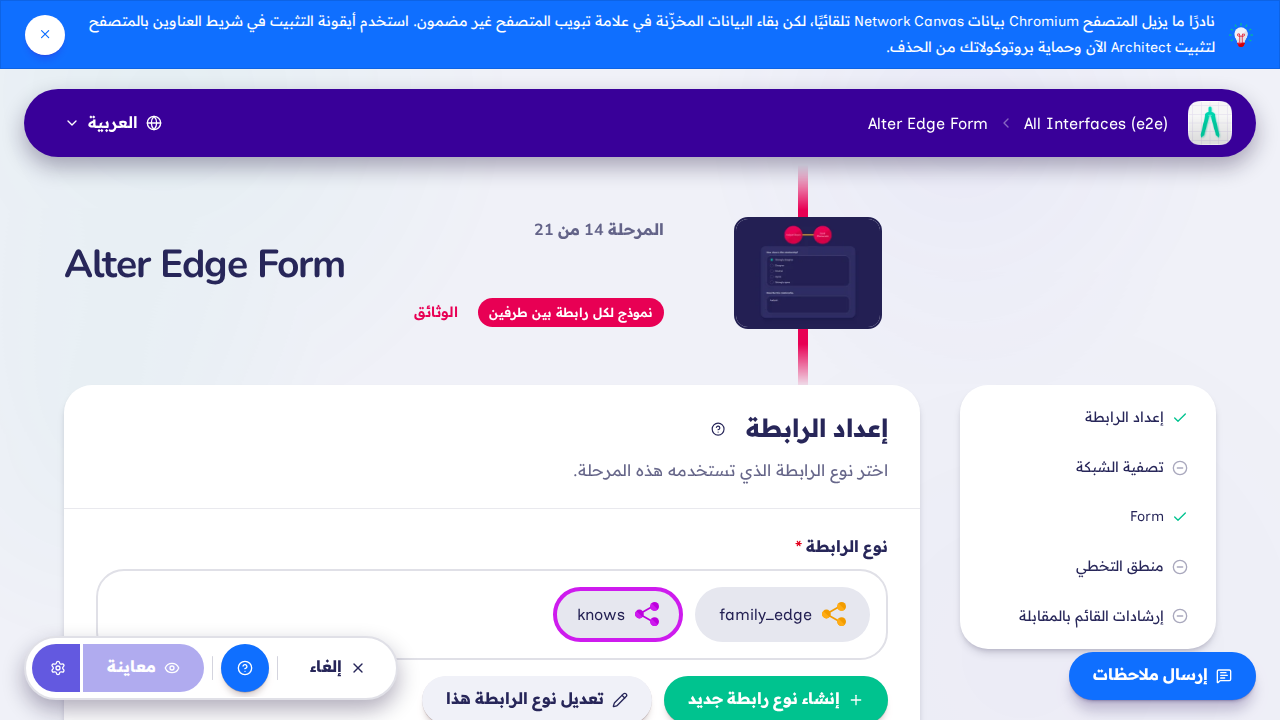 نادرًا ما يزيل المتصفح Chromium بيانات Network Canvas تلقائيًا، لكن بقاء البيانات المخزّنة في علامة تبويب المتصفح غير مضمون. استخدم أيقونة التثبيت في شريط العناوين بالمتصفح
لتثبيت Architect الآن وحماية بروتوكولاتك من الحذف.
All Interfaces (e2e)
Alter Edge Form
العربية
المرحلة 14 من 21
Alter Edge Form
نموذج لكل رابطة بين طرفين
الوثائق
إعداد الرابطة
تصفية الشبكة
Form
منطق التخطي
إرشادات القائم بالمقابلة
إعداد الرابطة
اختر نوع الرابطة الذي تستخدمه هذه المرحلة.
نوع الرابطة *
family_edge
knows
إنشاء نوع رابطة جديد
تعديل نوع الرابطة هذا
إلغاء
معاينة
إرسال ملاحظات